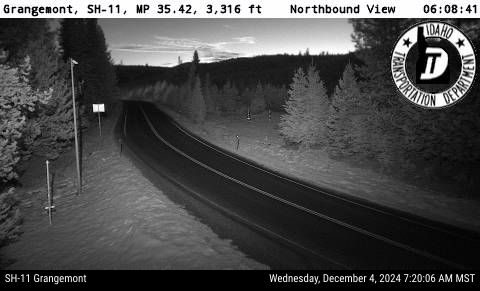 Grangemont, SH-11, MP 35.42, 3,316 ft Northbound View 06:08:41
IDAHO
TRANSPORTATION DEPARTMENT
SH-11 Grangemont Wednesday, December 4, 2024 7:20:06 AM MST